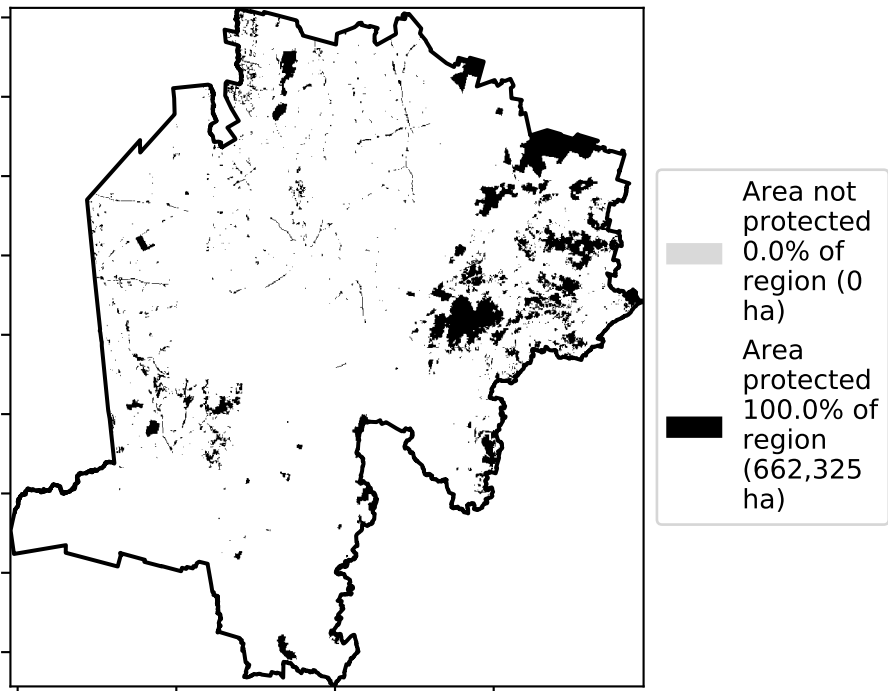 Area not
protected
0.0% of
region (0
ha)
Area
protected
100.0% of
region
(662,325
ha)